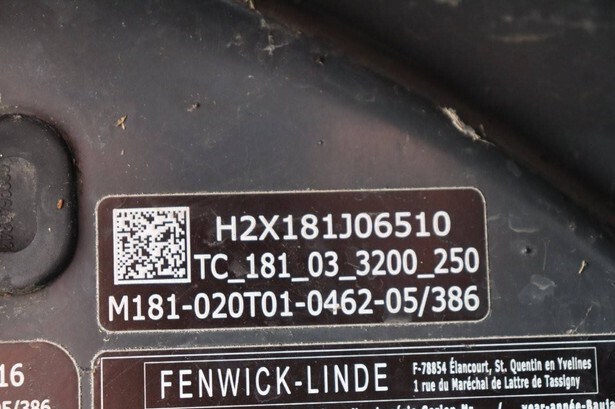 H2X181J06510
TC_181_03_3200_250
M181-020T01-0462-05/386
16
05/386
FENWICK-LINDE
F-78854 Élancourt, St. Quentin en Yvelines
1 rue du Maréchal de Lattre de Tassigny